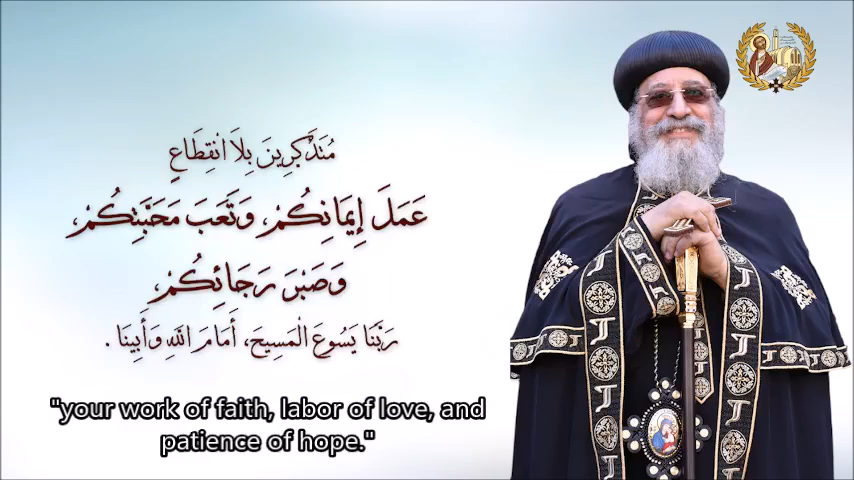 مُتَذَكِّرِينَ بِلاَ انْقِطَاعٍ
عَمَلَ إِيمَانِكُمْ، وَتَعَبَ مَحَبَّتِكُمْ،
وَصَبْرَ رَجَائِكُمْ،
رَبَّنَا يَسُوعَ الْمَسِيحَ، أَمَامَ اللهِ وَأَبِينَا .
"your work of faith, labor of love, and
patience of hope."